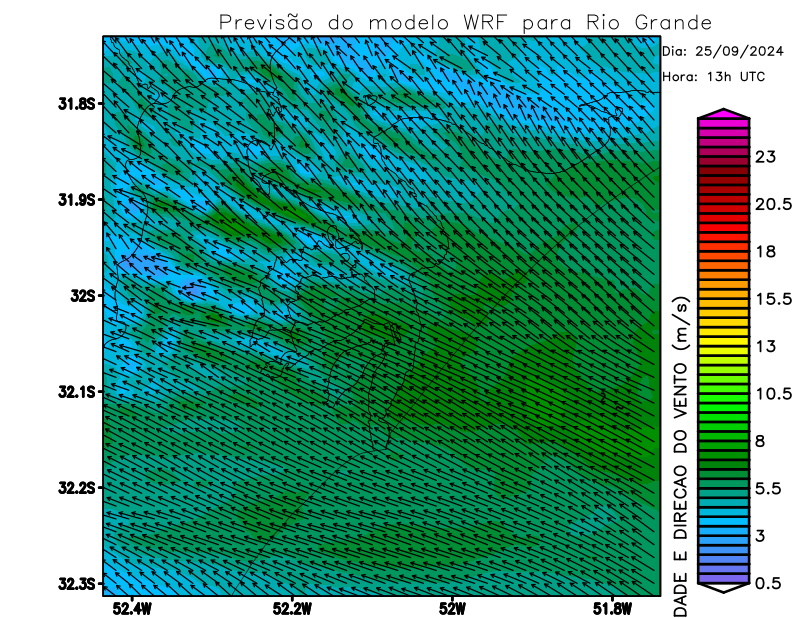 Previsão do modelo WRF para Rio Grande
Dia: 25/09/2024
Hora: 13h UTC
31.8S
31.9S
32S
32.1S
32.2S
32.3S
52.4W
52.2W
52W
51.8W
23
20.5
18
15.5
13
10.5
8
5.5
3
0.5
DADE E DIRECAO DO VENTO (m/s)